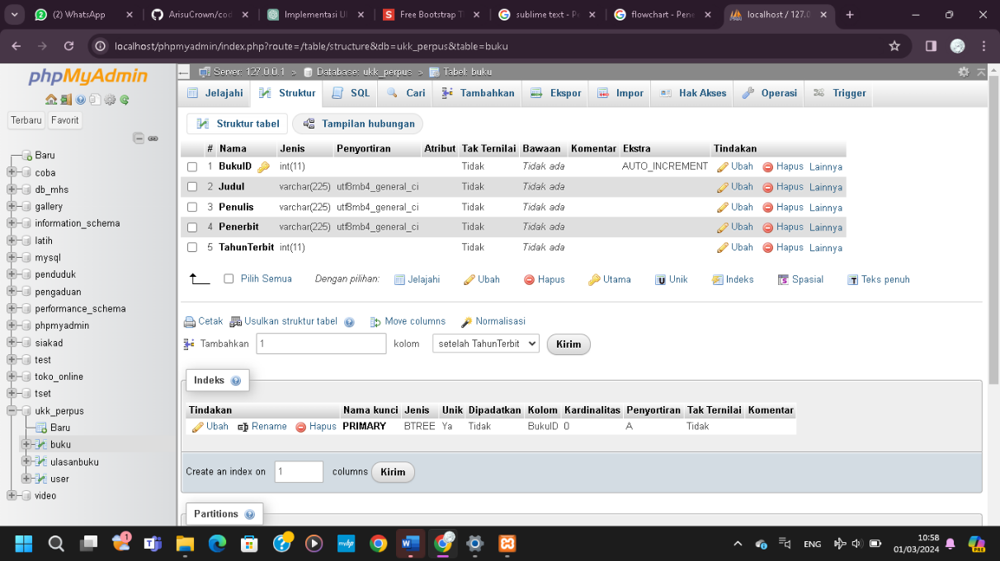 (2) WhatsApp
ArisuCrown/cod
Implementasi UI
Free Bootstrap T
sublime text - Pe
flowchart - Pene
localhost / 127.0
localhost/phpmyadmin/index.php?route=/table/structure&db=ukk_perpus&table=buku
phpMyAdmin
Terbaru Favorit
Baru
coba
db_mhs
gallery
information_schema
latih
mysql
penduduk
pengaduan
performance_schema
phpmyadmin
siakad
test
toko_online
tset
ukk_perpus
Baru
buku
ulasanbuku
user
video
Server: 127.0.0.1 » Database: ukk_perpus » Tabel: buku
Jelajahi Struktur SQL Cari Tambahkan Ekspor Impor Hak Akses Operasi Trigger
Struktur tabel Tampilan hubungan
# Nama Jenis Penyortiran Atribut Tak Ternilai Bawaan Komentar Ekstra Tindakan
1 BukuID int(11) Tidak Tidak ada AUTO_INCREMENT Ubah Hapus Lainnya
2 Judul varchar(225) utf8mb4_general_ci Tidak Tidak ada Ubah Hapus Lainnya
3 Penulis varchar(225) utf8mb4_general_ci Tidak Tidak ada Ubah Hapus Lainnya
4 Penerbit varchar(225) utf8mb4_general_ci Tidak Tidak ada Ubah Hapus Lainnya
5 TahunTerbit int(11) Tidak Tidak ada Ubah Hapus Lainnya
Pilih Semua Dengan pilihan: Jelajahi Ubah Hapus Utama Unik Indeks Spasial Teks penuh
Cetak Usulkan struktur tabel Move columns Normalisasi
Tambahkan 1 kolom setelah TahunTerbit Kirim
Indeks
Tindakan Nama kunci Jenis Unik Dipadatkan Kolom Kardinalitas Penyortiran Tak Ternilai Komentar
Ubah Rename Hapus PRIMARY BTREE Ya Tidak BukuID 0 A Tidak
Create an index on 1 columns Kirim
Partitions
1
ENG
10:58
01/03/2024
PRE